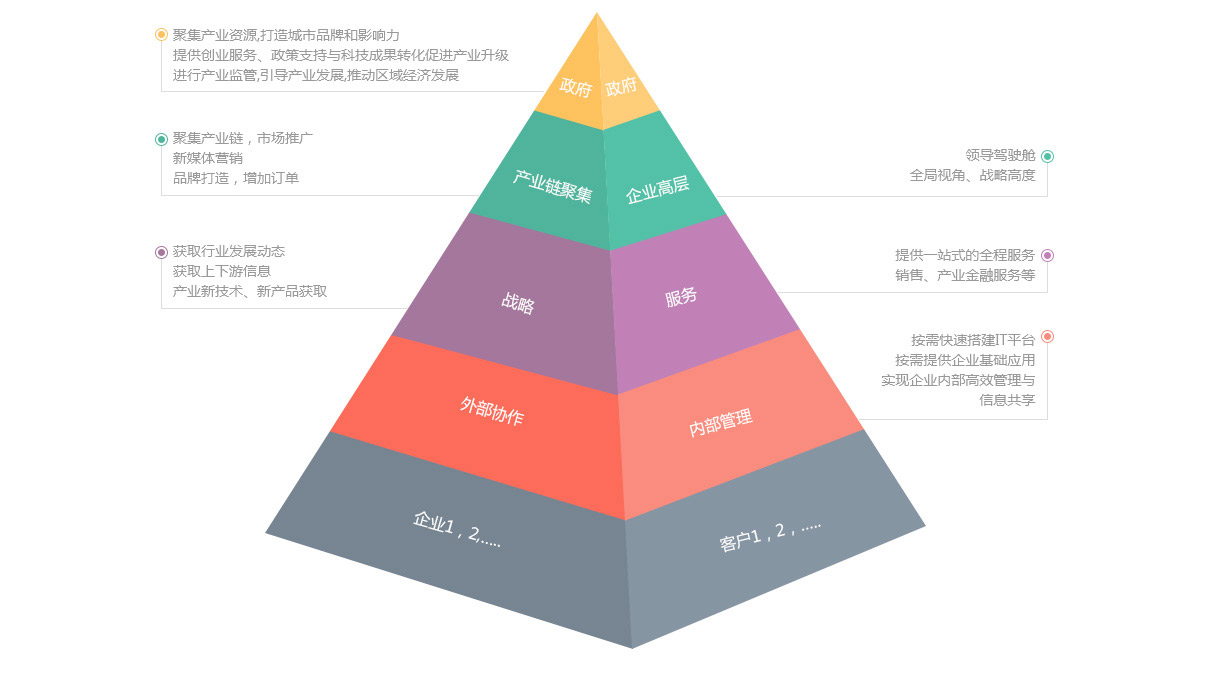 聚集产业资源,打造城市品牌和影响力
提供创业服务、政策支持与科技成果转化促进产业升级
进行产业监管,引导产业发展,推动区域经济发展
政府
政府
聚集产业链，市场推广
新媒体营销
品牌打造，增加订单
产业链聚集
企业高层
领导驾驶舱
全局视角、战略高度
获取行业发展动态
获取上下游信息
产业新技术、新产品获取
战略
服务
提供一站式的全程服务
销售、产业金融服务等
外部协作
内部管理
按需快速搭建IT平台
按需提供企业基础应用
实现企业内部高效管理与
信息共享
企业1，2,.....
客户1，2，.....